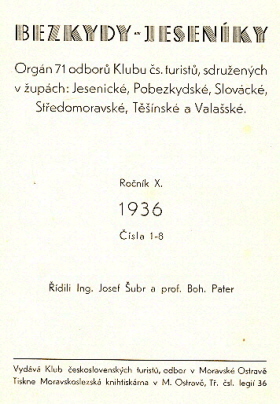 BEZKYDY-JESENÍKY
Orgán 71 odborů Klubu čs. turistů, sdružených
v župách: Jesenické, Pobezkydské, Slovácké,
Středomoravské, Těšínské a Valašské.
Ročník X.
1936
Čísla 1-8
Řídili Ing. Josef Šubr a prof. Boh. Pater
Vydává Klub československých turistů, odbor v Moravské Ostravě
Tiskne Moravskoslezská knihtiskárna v M. Ostravě, Tř. čsl. legií 36